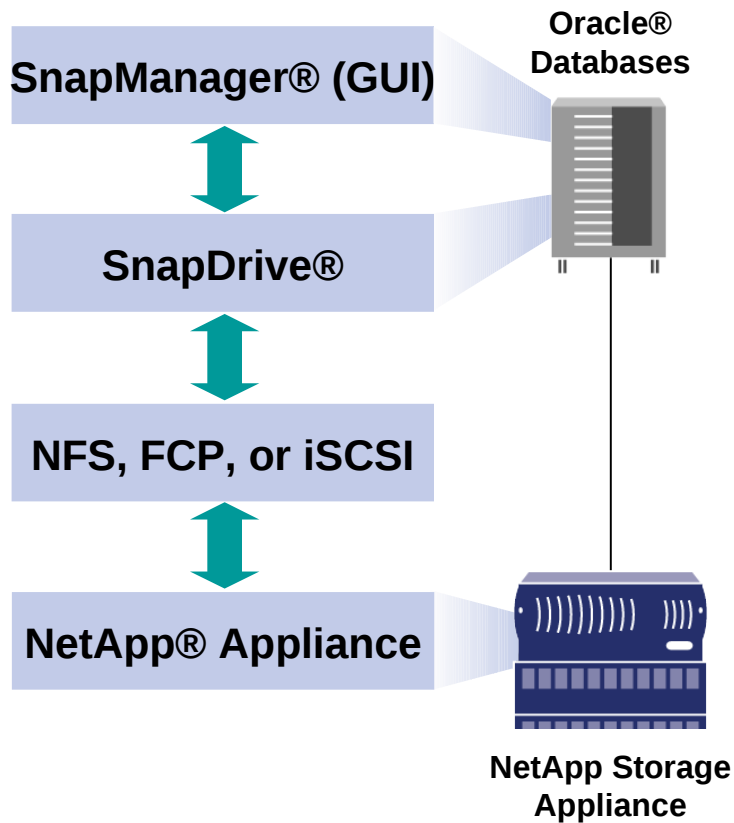 Oracle®
Databases
SnapManager® (GUI)
SnapDrive®
NFS, FCP, or iSCSI
NetApp® Appliance
NetApp Storage
Appliance